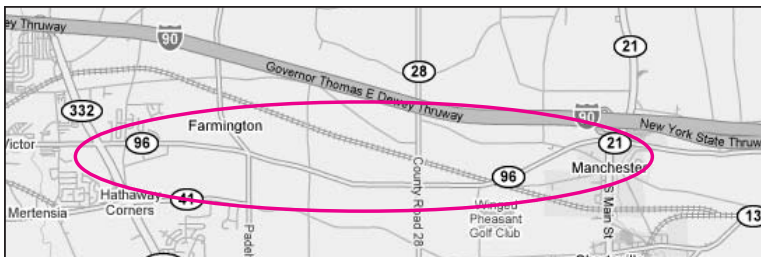 ey Thruway
90
21
Governor Thomas E Dewey Thruway
28
332
90
New York State Thruw
Farmington
Victor
96
21
Manchester
96
41
Hathaway
Corners
Mertensia
County Road 28
Winged
Pheasant
Golf Club
S Main St
13
Padel